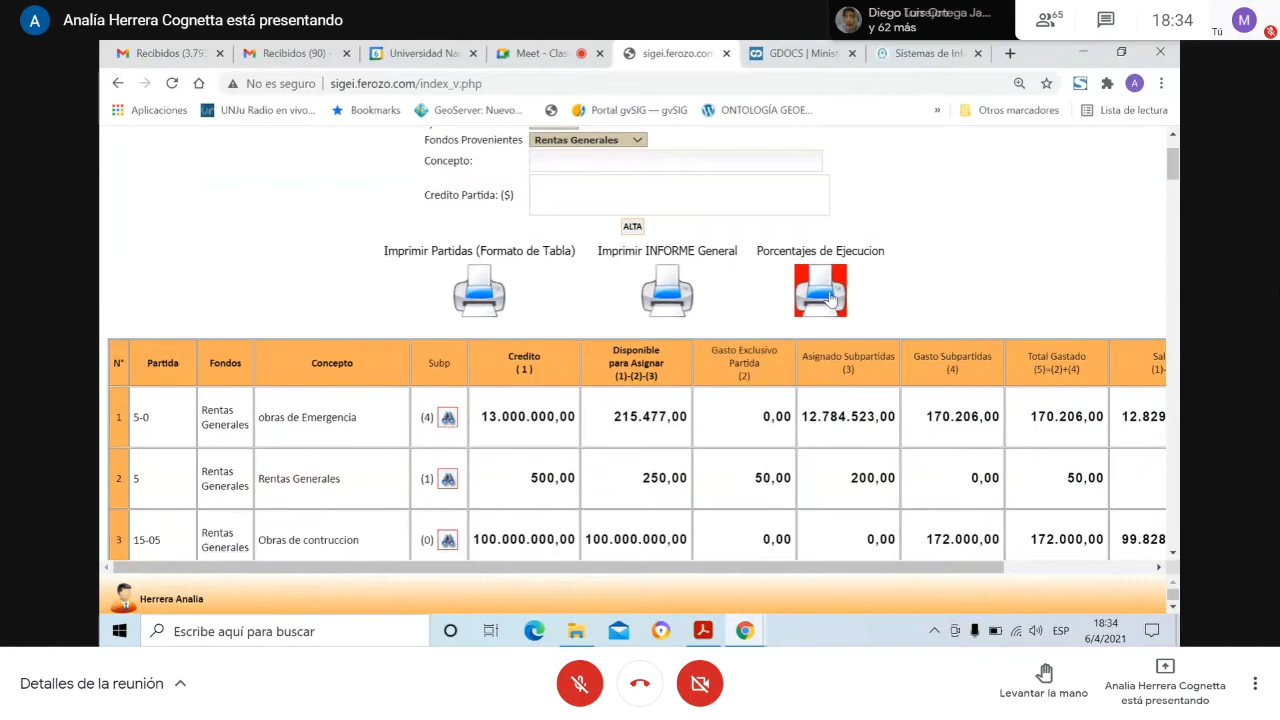 A Analía Herrera Cognetta está presentando
Diego Luis Ortega Ja...
y 62 más
65
18:34
Tú
M
Recibidos (3.79
Recibidos (90) -
Universidad Na
Meet - Clas
sigei.ferozo.com
GDOCS | Minist
Sistemas de Inf
No es seguro
sigei.ferozo.com/index_v.php
A
Aplicaciones
UNJu Radio en vivo...
Bookmarks
GeoServer: Nuevo...
Portal gvSIG — gvSIG
ONTOLOGÍA GEOE...
»
Otros marcadores
Lista de lectura
Fondos Provenientes
Rentas Generales
Concepto:
Credito Partida: ($)
ALTA
Imprimir Partidas (Formato de Tabla)
Imprimir INFORME General
Porcentajes de Ejecucion
N° Partida Fondos Concepto Subp Credito (1) Disponible para Asignar (1)-(2)-(3) Gasto Exclusivo Partida (2) Asignado Subpartidas (3) Gasto Subpartidas (4) Total Gastado (5)=(2)+(4) Sal (1)-
1 5-0 Rentas Generales obras de Emergencia (4) 13.000.000,00 215.477,00 0,00 12.784.523,00 170.206,00 170.206,00 12.829
2 5 Rentas Generales Rentas Generales (1) 500,00 250,00 50,00 200,00 0,00 50,00
3 15-05 Rentas Generales Obras de contruccion (0) 100.000.000,00 100.000.000,00 0,00 0,00 172.000,00 172.000,00 99.828
Herrera Analia
Escribe aquí para buscar
ESP
18:34
6/4/2021
Detalles de la reunión
Levantar la mano
Analía Herrera Cognetta
está presentando